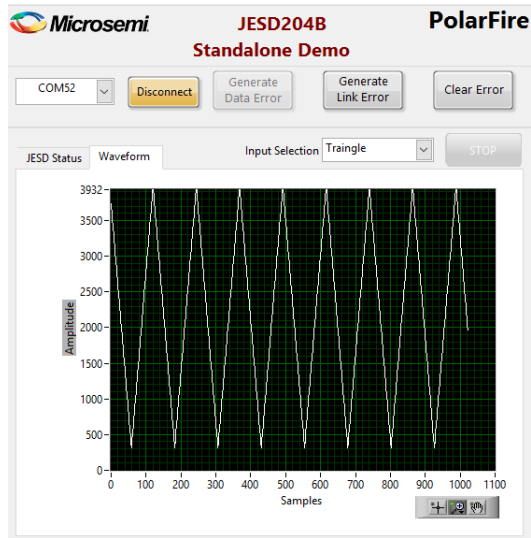 Microsemi
JESD204B
PolarFire
Standalone Demo
COM52
Disconnect
Generate
Data Error
Generate
Link Error
Clear Error
JESD Status
Waveform
Input Selection
Traingle
STOP
Amplitude
3932
3500
3000
2500
2000
1500
1000
500
0
0 100 200 300 400 500 600 700 800 900 1000 1100
Samples